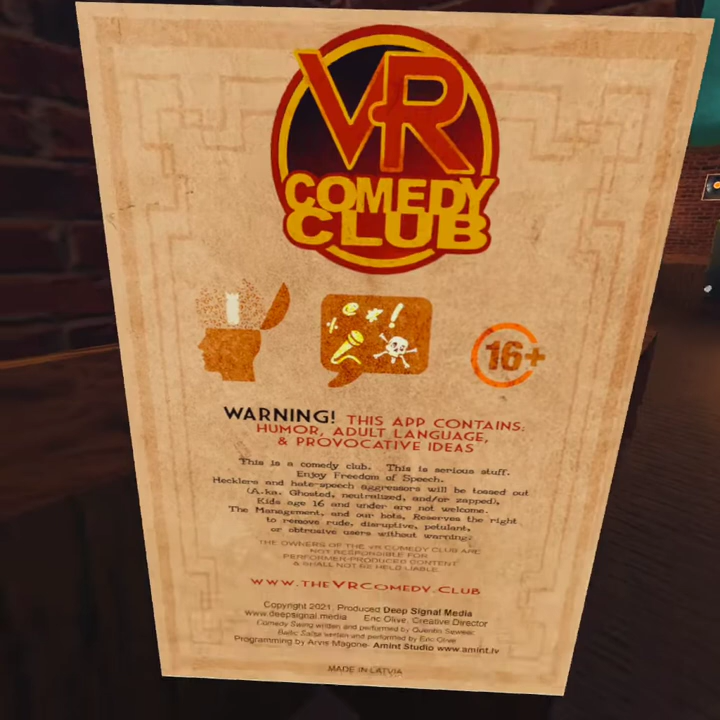 VR
COMEDY
CLUB
16+
WARNING! THIS APP CONTAINS:
HUMOR, ADULT LANGUAGE,
& PROVOCATIVE IDEAS
This is a comedy club. This is serious stuff.
Enjoy Freedom of Speech.
Hecklers and hate-speech aggressors will be tossed out
(A.k.a. Ghosted, neutralized, and/or zapped),
Kids age 16 and under are not welcome.
The Management, and our bots, Reserves the right
to remove rude, disruptive, petulant,
or obtrusive users without warning.
THE OWNERS OF THE VR COMEDY CLUB ARE
NOT RESPONSIBLE FOR
PERFORMER-PRODUCED CONTENT
& SHALL NOT BE HELD LIABLE.
WWW.THEVRCOMEDY.CLUB
Copyright 2021, Produced Deep Signal Media
www.deepsignal.media Eric Olive, Creative Director
Comedy Swing written and performed by Quentin
Salsa written and performed by Eric Olive
Programming by Arvis Magone- Amint Studio www.amint.lv
MADE IN LATVIA